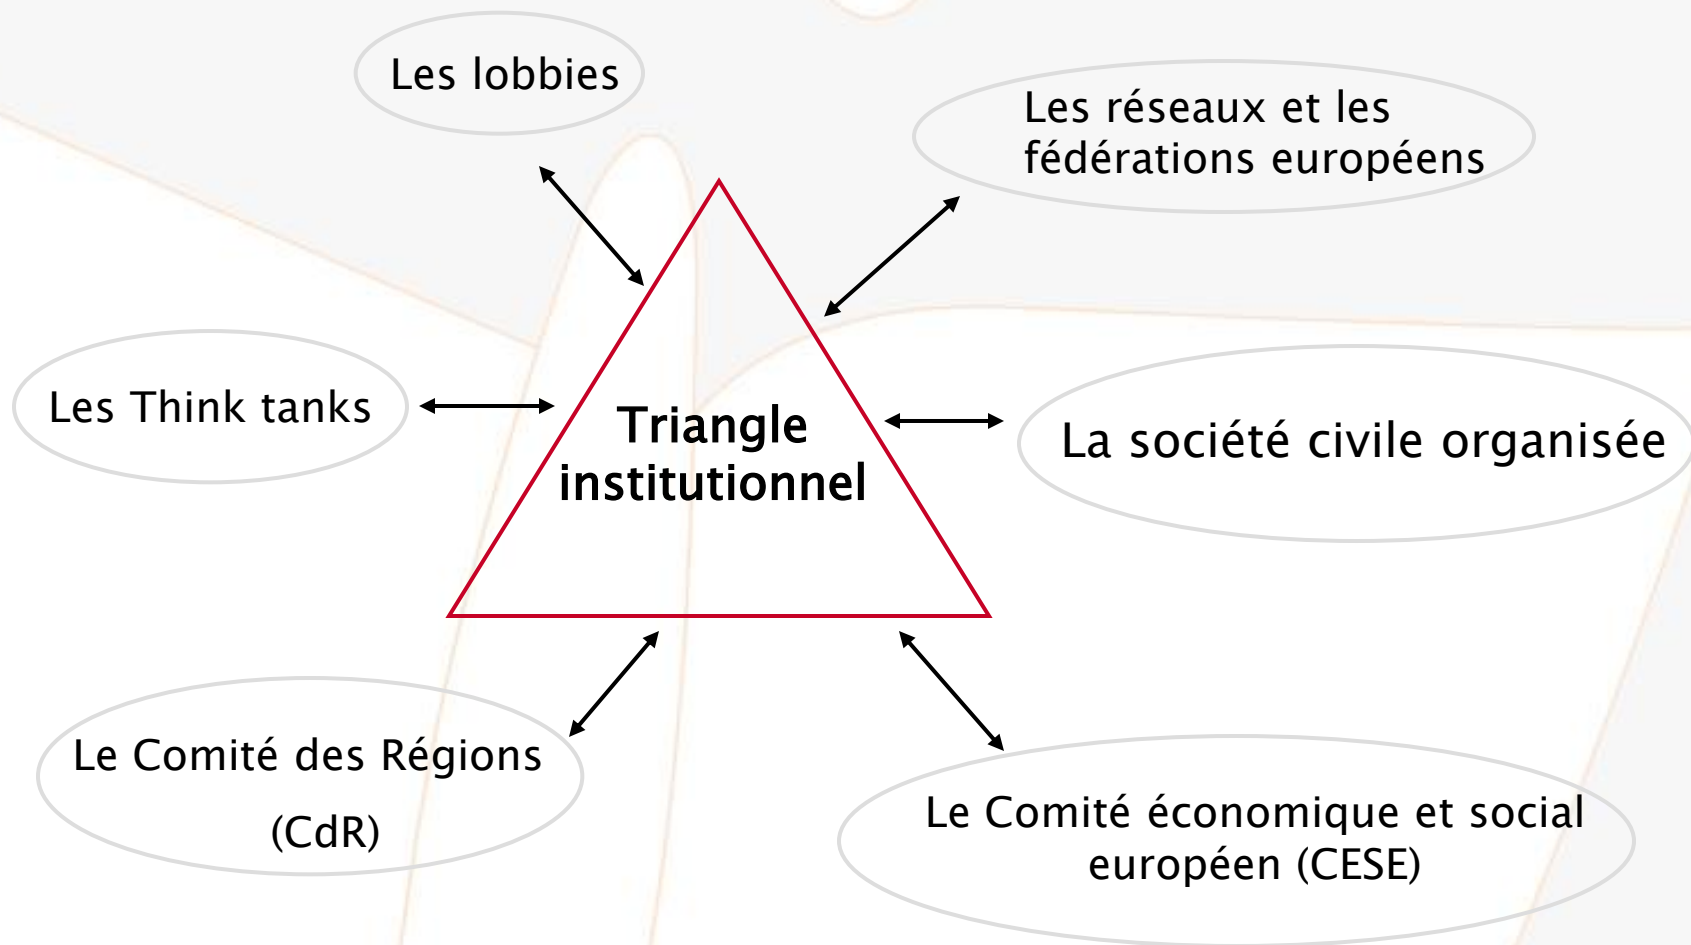 Les lobbies
Les réseaux et les
fédérations européens
Les Think tanks
Triangle
institutionnel
La société civile organisée
Le Comité des Régions
(CdR)
Le Comité économique et social
européen (CESE)